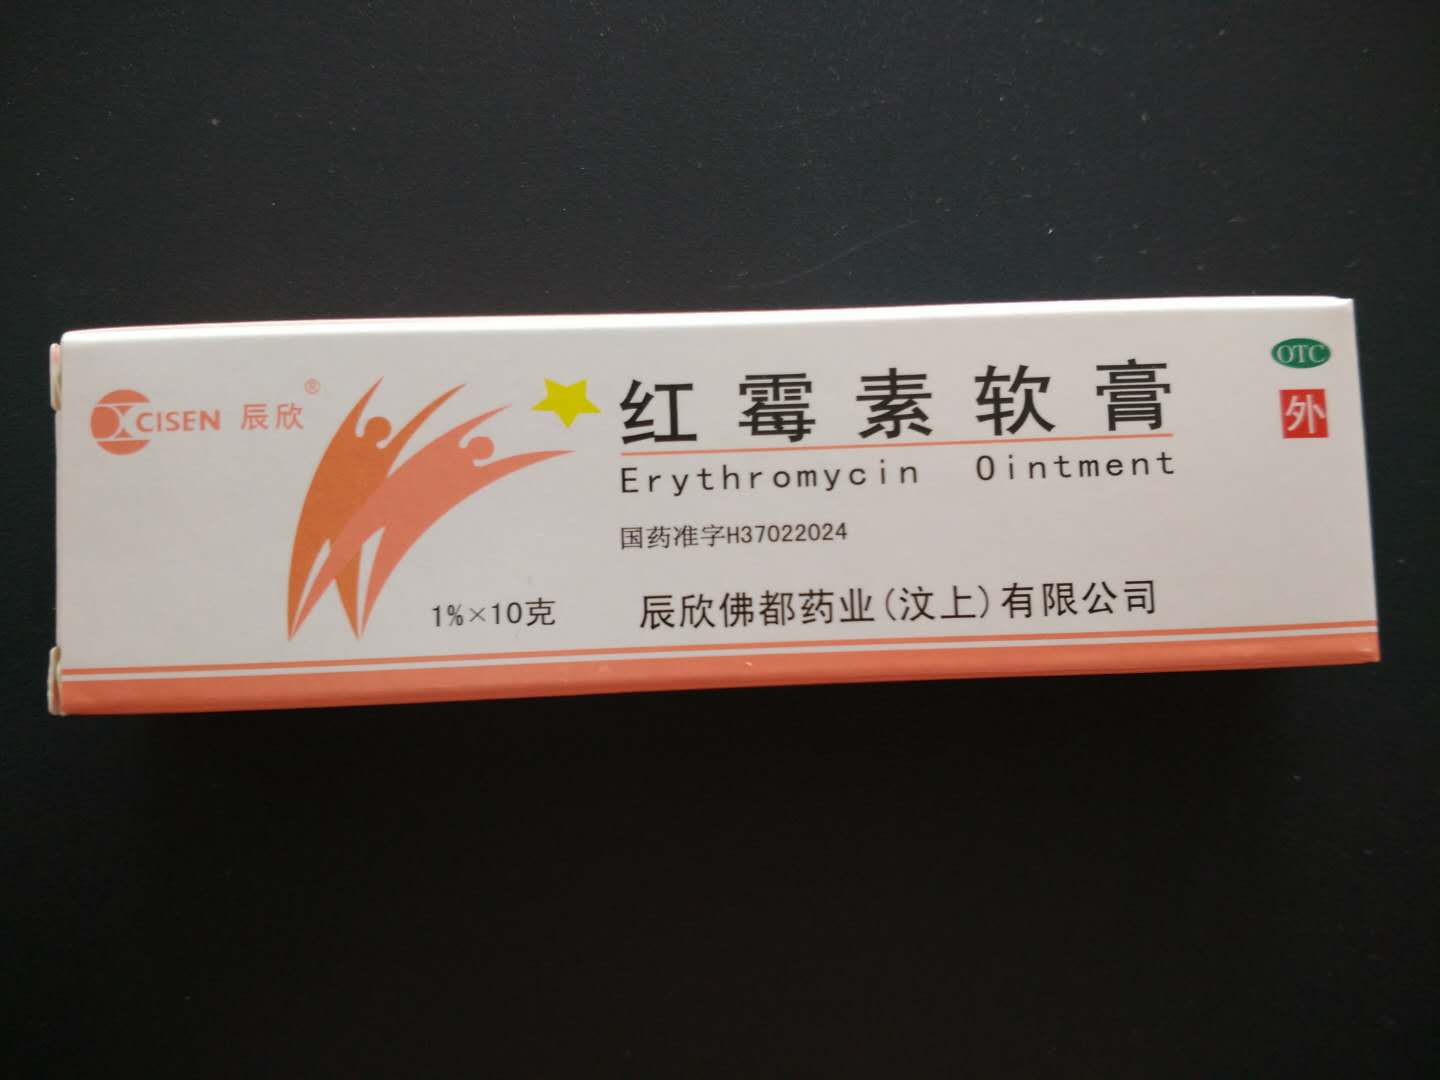 CISEN 辰欣®
红霉素软膏
Erythromycin Ointment
国药准字H37022024
1%×10克
辰欣佛都药业(汶上)有限公司
OTC
外